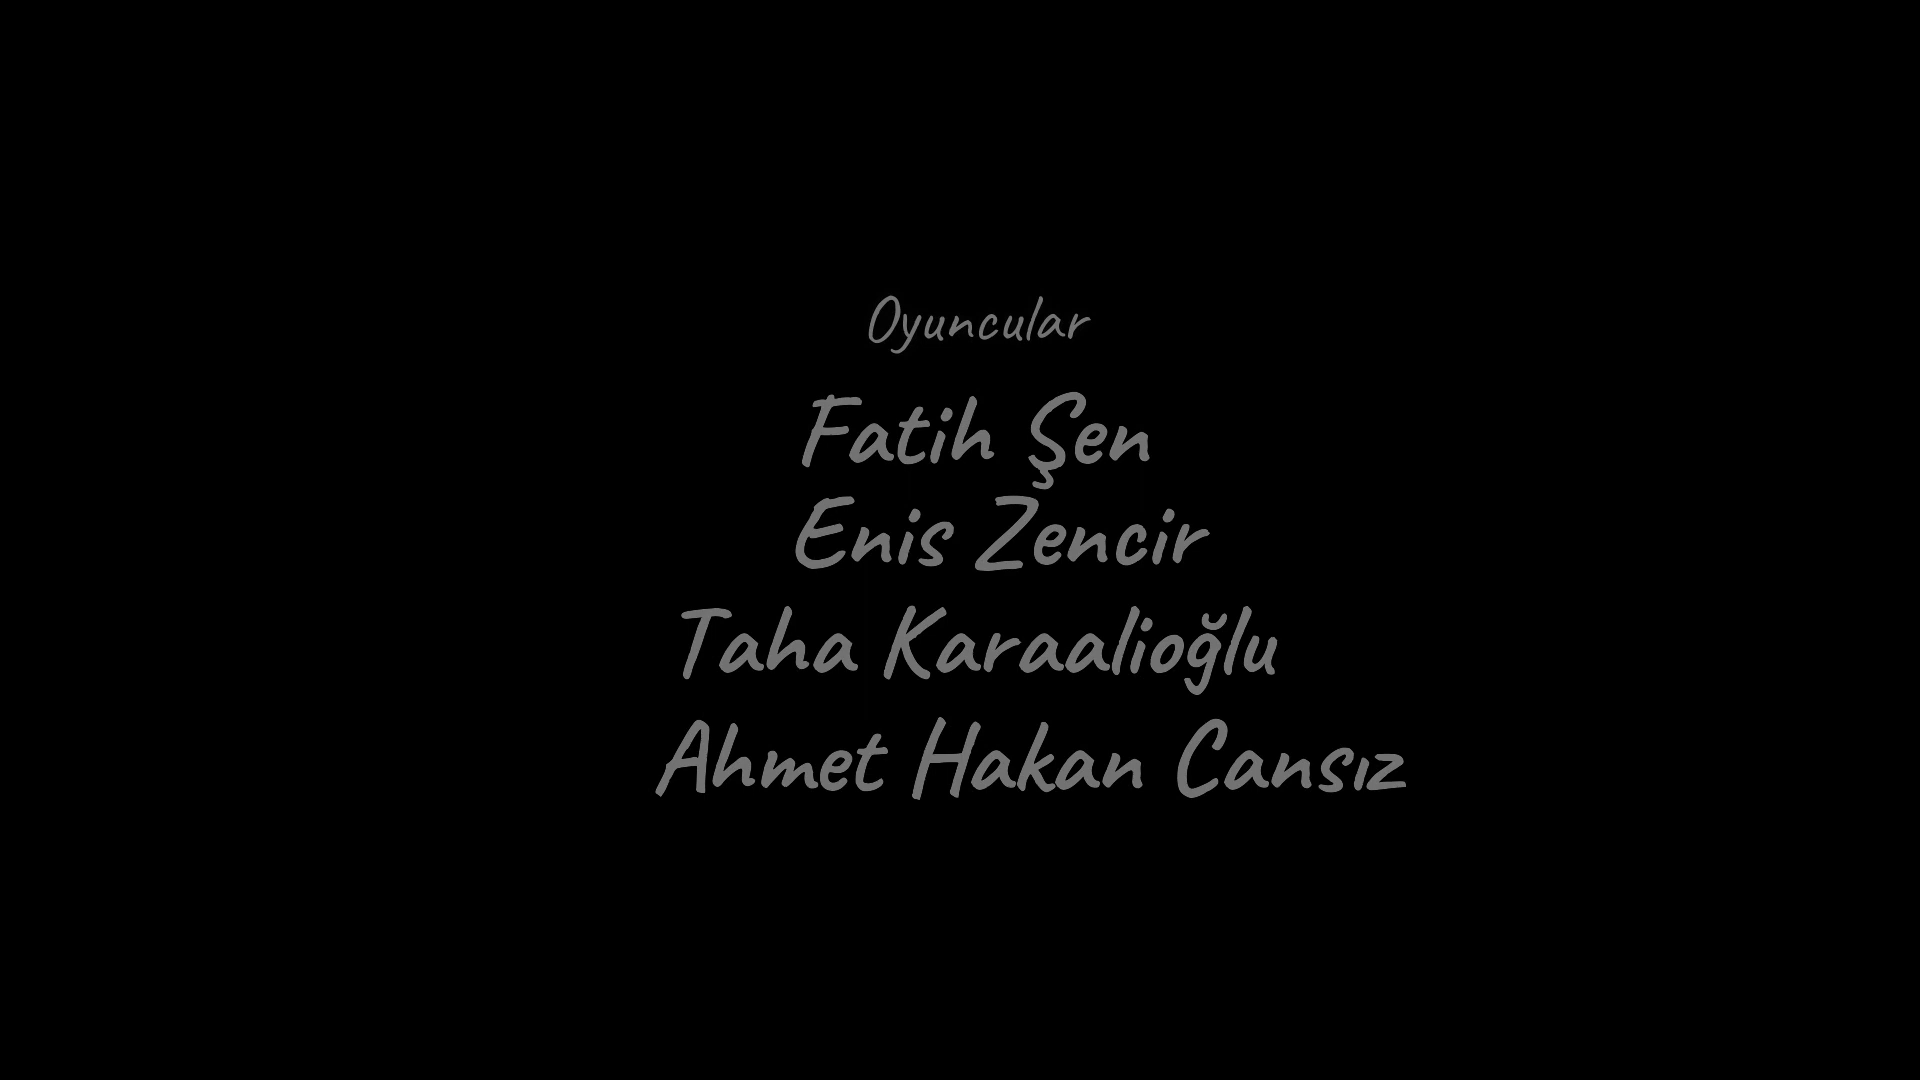 Oyuncular
Fatih Şen
Enis Zencir
Taha Karaalioğlu
Ahmet Hakan Cansız